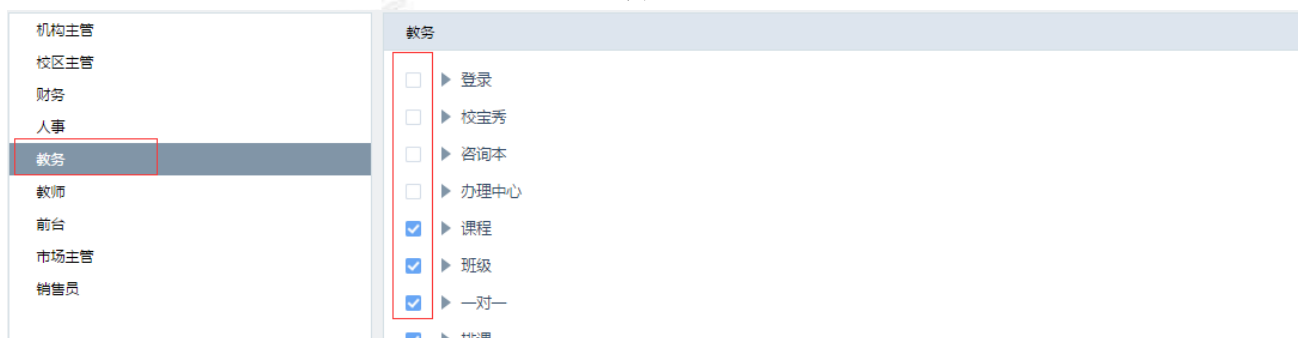 机构主管
校区主管
财务
人事
教务
教师
前台
市场主管
销售员
教务
登录
校宝秀
咨询本
办理中心
课程
班级
一对一